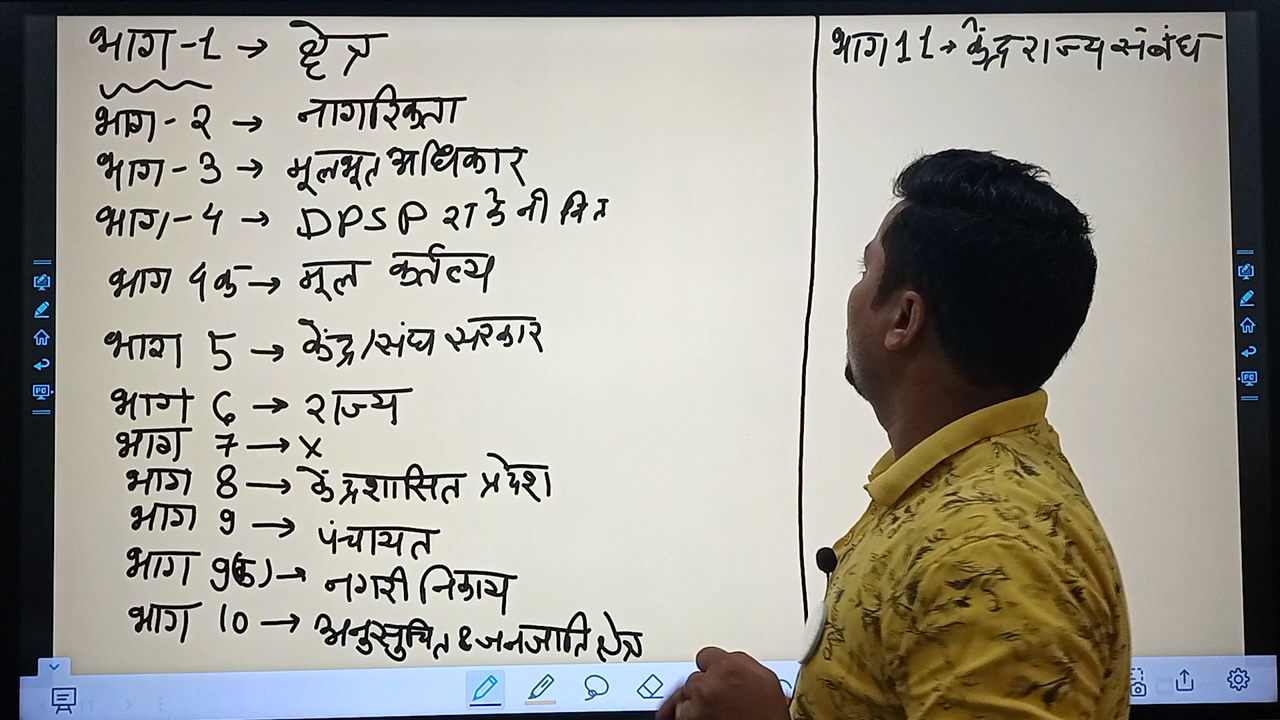 भाग-1 → क्षेत्र
भाग-2 → नागरिकता
भाग-3 → मूलभूत अधिकार
भाग-4 → DPSP रा के नी
भाग 4क → मूल कर्तव्य
भाग 5 → केंद्र/संघ सरकार
भाग 6 → राज्य
भाग 7 → x
भाग 8 → केंद्रशासित प्रदेश
भाग 9 → पंचायत
भाग 9(क) → नगरी निकाय
भाग 10 → अनुसुचित & जनजाति क्षेत्र
भाग 11 → केंद्र राज्य संबंध